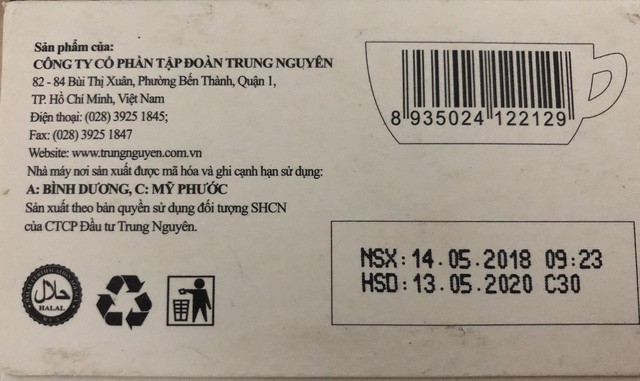 Sản phẩm của:
CÔNG TY CỔ PHẦN TẬP ĐOÀN TRUNG NGUYÊN
82 - 84 Bùi Thị Xuân, Phường Bến Thành, Quận 1,
TP. Hồ Chí Minh, Việt Nam
Điện thoại: (028) 3925 1845;
Fax: (028) 3925 1847
Website: www.trungnguyen.com.vn
Nhà máy nơi sản xuất được mã hóa và ghi cạnh hạn sử dụng:
A: BÌNH DƯƠNG, C: MỸ PHƯỚC
Sản xuất theo bản quyền sử dụng đối tượng SHCN
của CTCP Đầu tư Trung Nguyên.
حلال
HALAL
8 935024 122129
NSX: 14.05.2018 09:23
HSD: 13.05.2020 C30